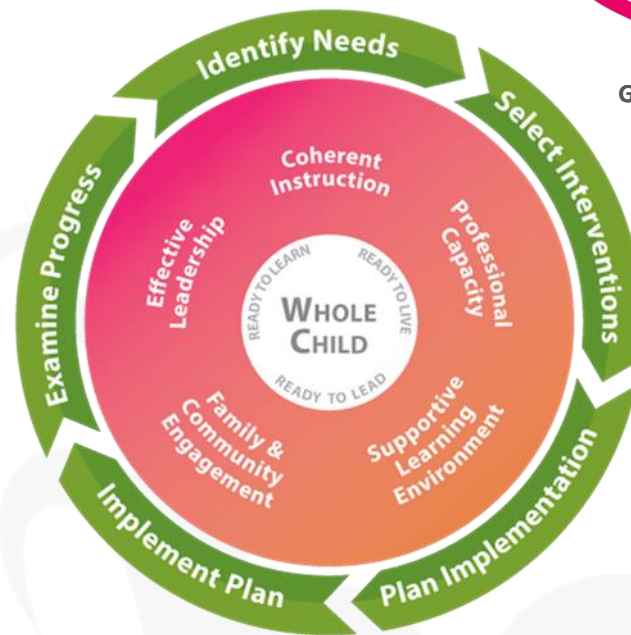 Identify Needs
Select Interventions
Plan Implementation
Implement Plan
Examine Progress
Coherent
Instruction
Professional
Capacity
Supportive
Learning
Environment
Family &
Community
Engagement
Effective
Leadership
READY TO LEARN
READY TO LIVE
READY TO LEAD
WHOLE
CHILD
G